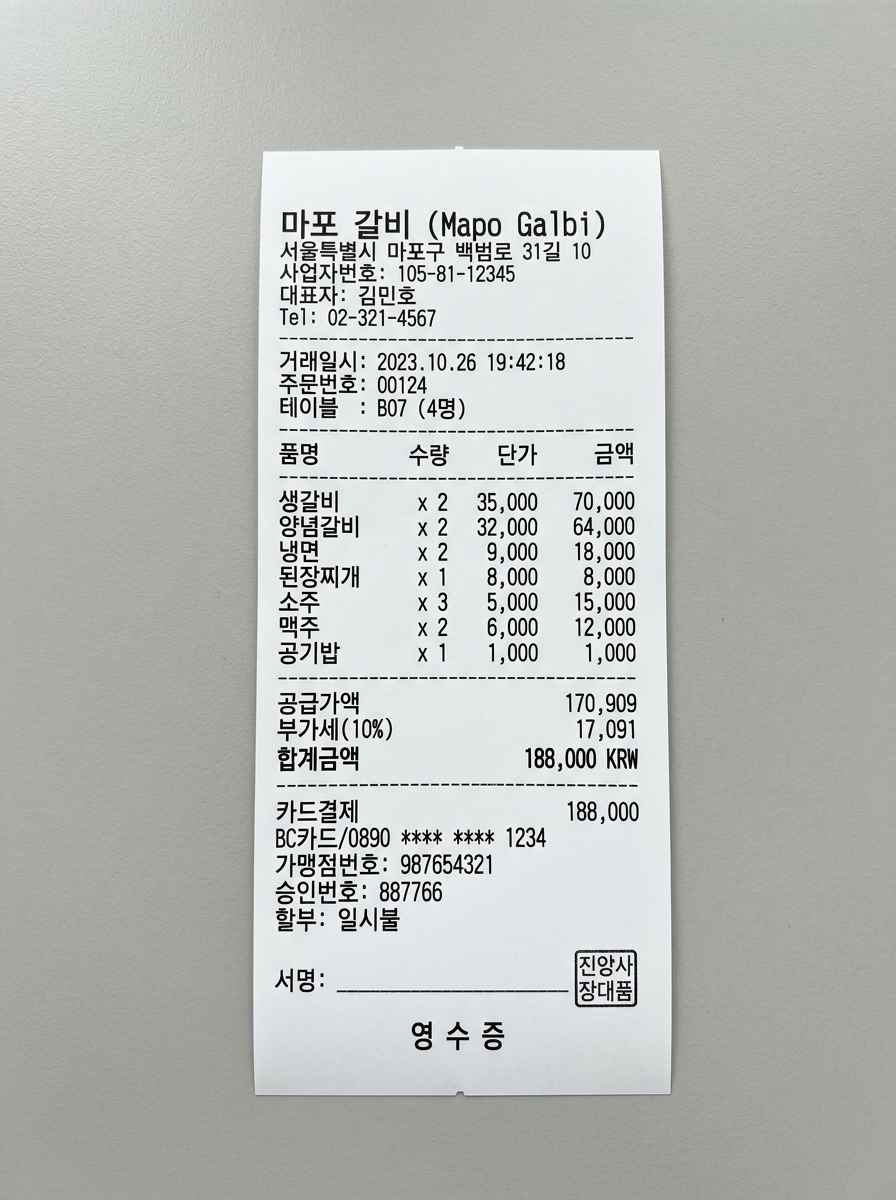 마포 갈비 (Mapo Galbi)
서울특별시 마포구 백범로 31길 10
사업자번호: 105-81-12345
대표자: 김민호
Tel: 02-321-4567
거래일시: 2023.10.26 19:42:18
주문번호: 00124
테이블 : B07 (4명)
품명 수량 단가 금액
생갈비 x 2 35,000 70,000
양념갈비 x 2 32,000 64,000
냉면 x 2 9,000 18,000
된장찌개 x 1 8,000 8,000
소주 x 3 5,000 15,000
맥주 x 2 6,000 12,000
공기밥 x 1 1,000 1,000
공급가액 170,909
부가세(10%) 17,091
합계금액 188,000 KRW
카드결제 188,000
BC카드/0890 **** **** 1234
가맹점번호: 987654321
승인번호: 887766
할부: 일시불
서명:
진양사
장대품
영 수 증